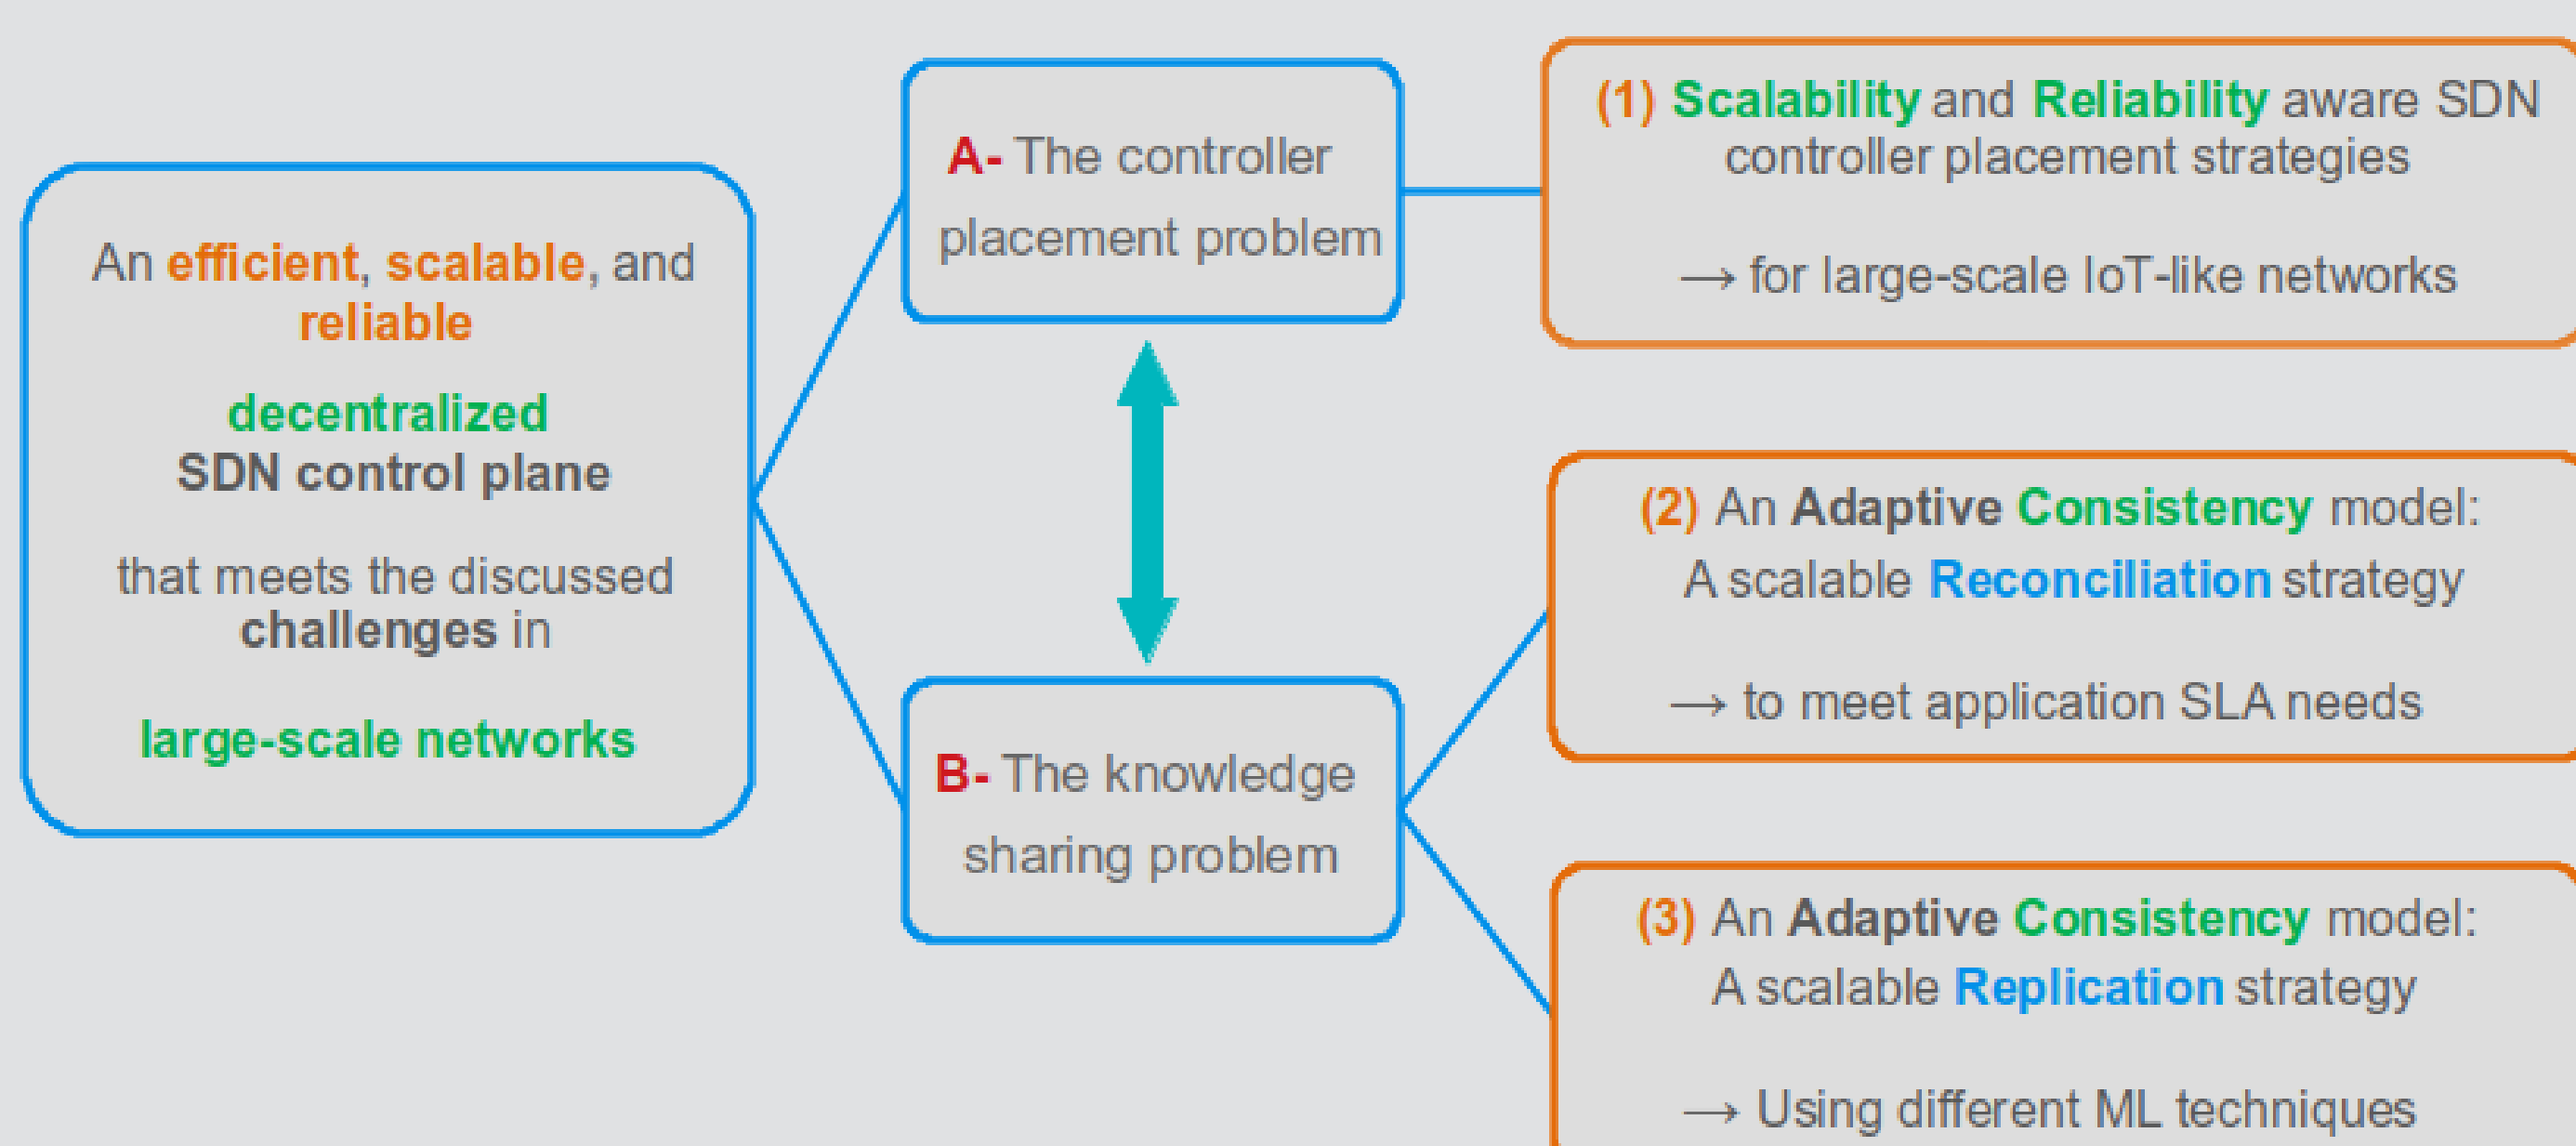 An efficient, scalable, and
reliable
decentralized
SDN control plane
that meets the discussed
challenges in
large-scale networks
A- The controller
placement problem
B- The knowledge
sharing problem
(1) Scalability and Reliability aware SDN
controller placement strategies
→ for large-scale IoT-like networks
(2) An Adaptive Consistency model:
A scalable Reconciliation strategy
→ to meet application SLA needs
(3) An Adaptive Consistency model:
A scalable Replication strategy
→ Using different ML techniques